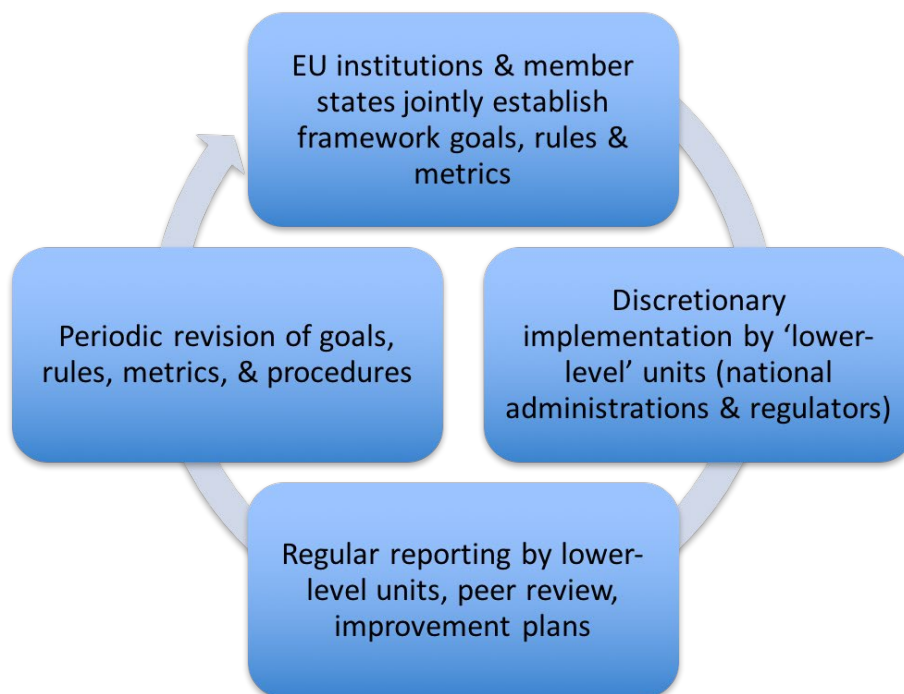 EU institutions & member
states jointly establish
framework goals, rules &
metrics
Discretionary
implementation by ‘lower-
level’ units (national
administrations & regulators)
Regular reporting by lower-
level units, peer review,
improvement plans
Periodic revision of goals,
rules, metrics, & procedures